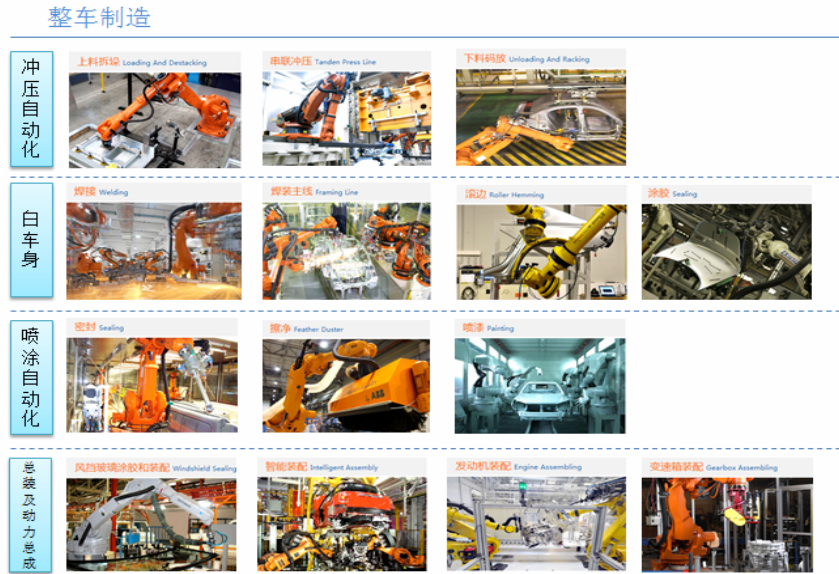 整车制造
冲压自动化
上料拆垛 Loading And Destacking
串联冲压 Tanden Press Line
下料码放 Unloading And Racking
白车身
焊接 Welding
焊装主线 Framing Line
滚边 Roller Hemming
涂胶 Sealing
喷涂自动化
密封 Sealing
擦净 Feather Duster
ABB
喷漆 Painting
总装及动力总成
风挡玻璃涂胶和装配 Windshield Sealing
智能装配 Intelligent Assembly
发动机装配 Engine Assembling
变速箱装配 Gearbox Assembling